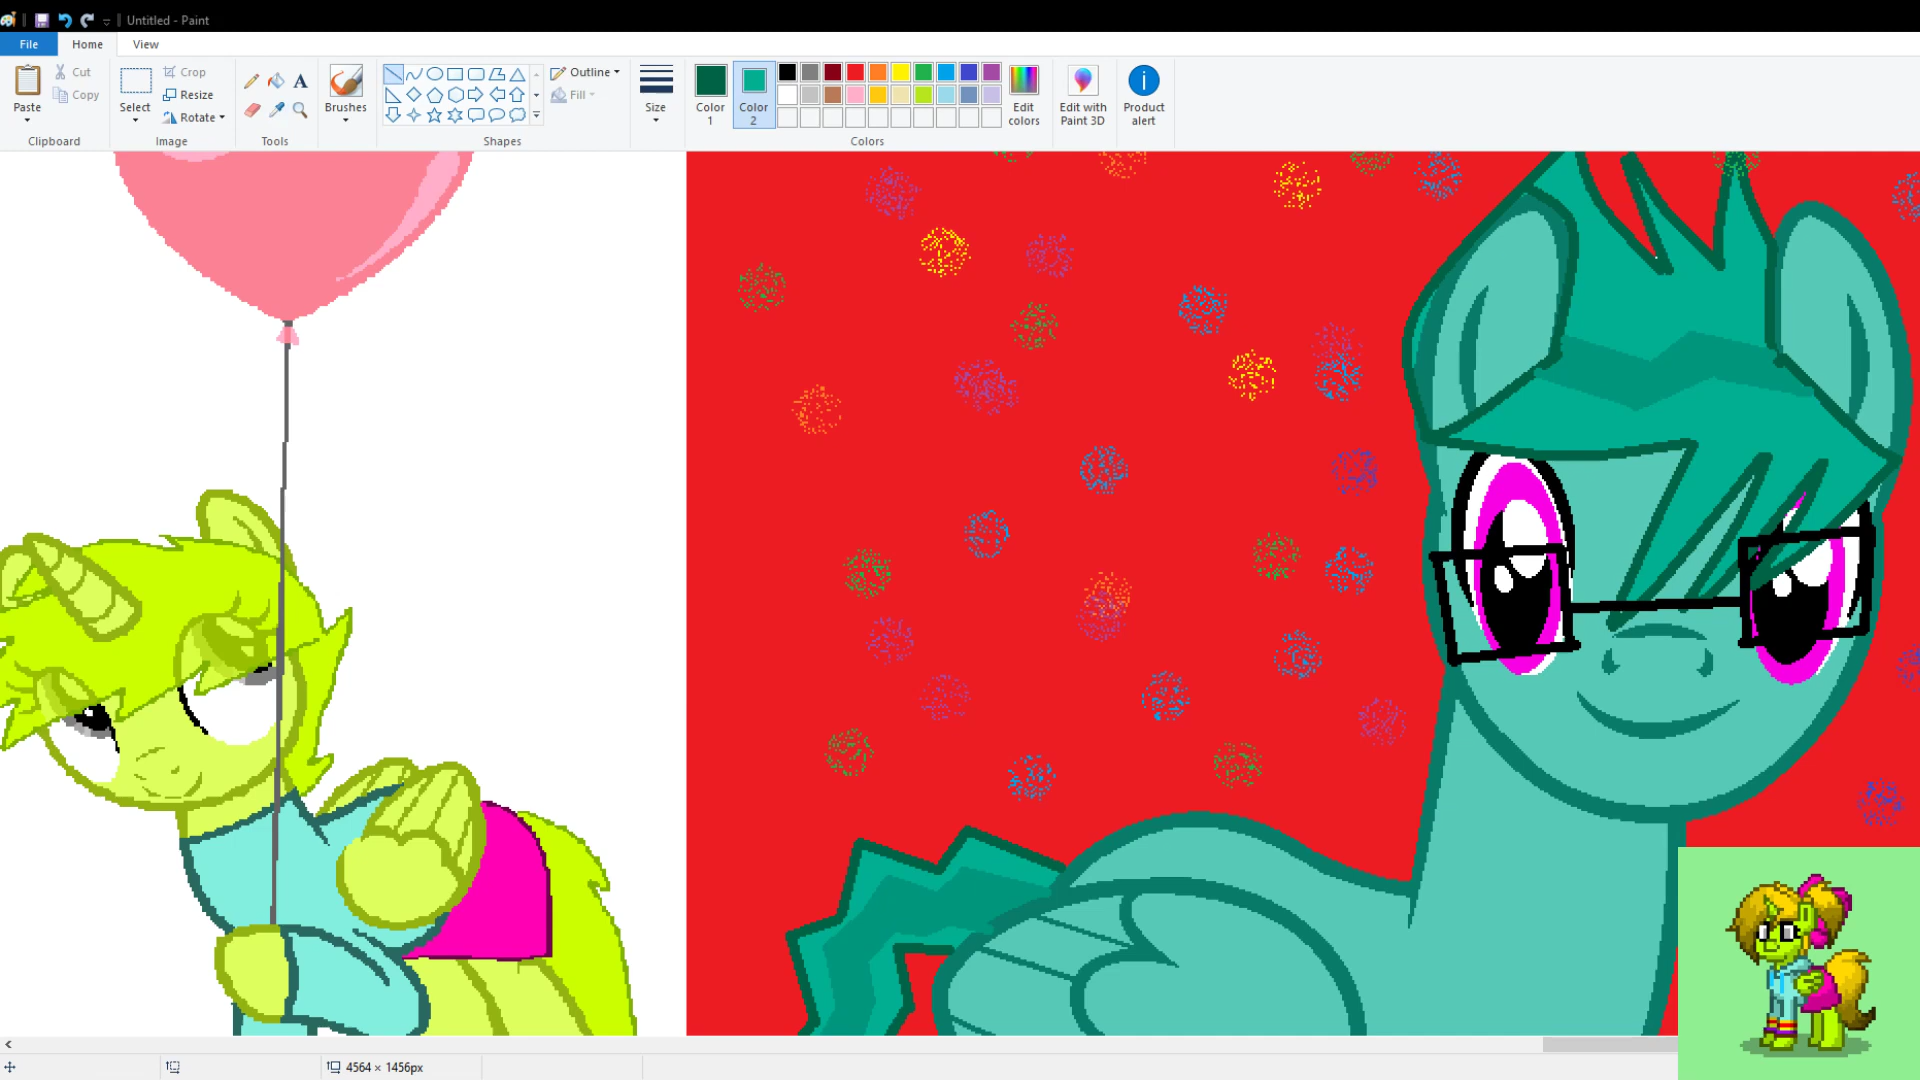 Untitled - Paint
File Home View
Paste
Cut
Copy
Clipboard
Select
Crop
Resize
Rotate
Image
A
Tools
Brushes
Outline
Fill
Shapes
Size
Color 1
Color 2
Edit colors
Colors
Edit with Paint 3D
Product alert
4564 × 1456px